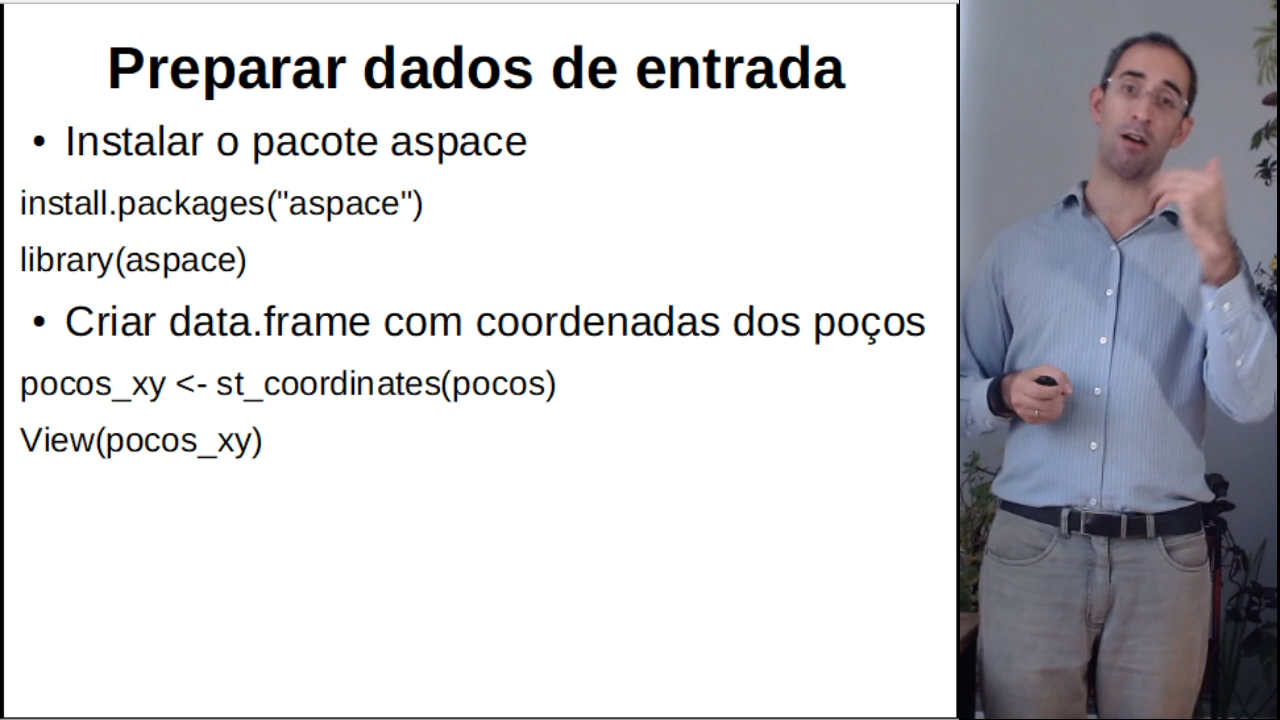 Preparar dados de entrada
• Instalar o pacote aspace
install.packages("aspace")
library(aspace)
• Criar data.frame com coordenadas dos poços
pocos_xy <- st_coordinates(pocos)
View(pocos_xy)